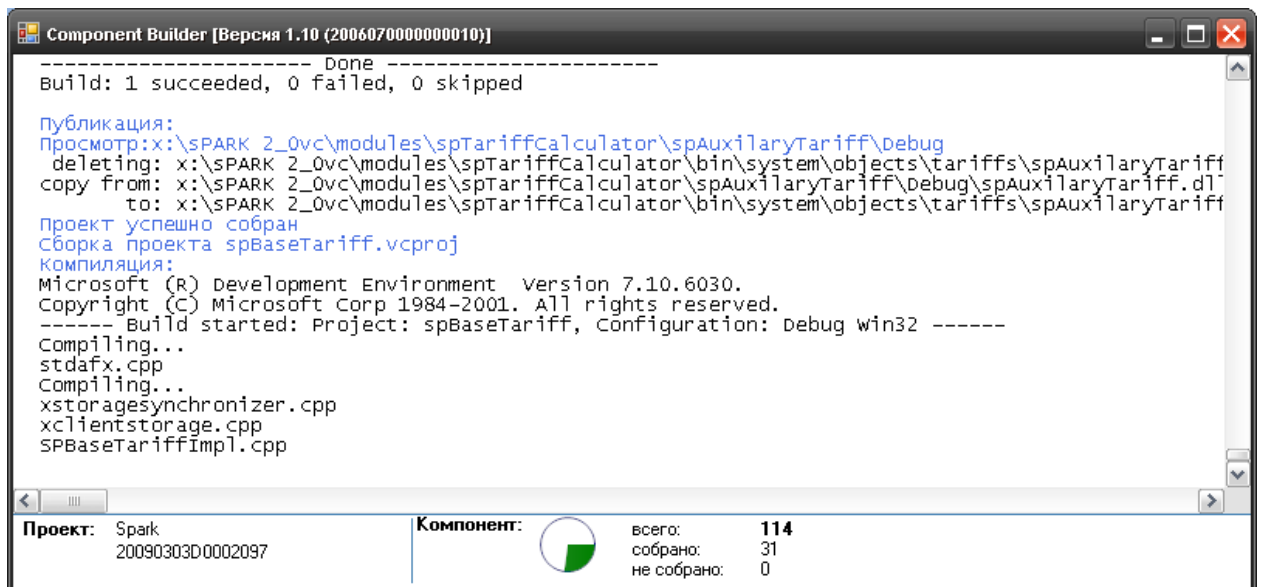 Component Builder [Версия 1.10 (2006070000000010)]
---------------------- Done ----------------------
Build: 1 succeeded, 0 failed, 0 skipped
Публикация:
Просмотр:x:\sPARK 2_0vc\modules\spTariffCalculator\spAuxilaryTariff\Debug
deleting: x:\sPARK 2_0vc\modules\spTariffCalculator\bin\system\objects\tariffs\spAuxilaryTariff
copy from: x:\sPARK 2_0vc\modules\spTariffCalculator\spAuxilaryTariff\Debug\spAuxilaryTariff.dll
to: x:\sPARK 2_0vc\modules\spTariffCalculator\bin\system\objects\tariffs\spAuxilaryTariff
Проект успешно собран
Сборка проекта spBaseTariff.vcproj
Компиляция:
Microsoft (R) Development Environment  Version 7.10.6030.
Copyright (C) Microsoft Corp 1984-2001. All rights reserved.
------ Build started: Project: spBaseTariff, Configuration: Debug Win32 ------
Compiling...
stdafx.cpp
Compiling...
xstoragesynchronizer.cpp
xclientstorage.cpp
SPBaseTariffImpl.cpp
Проект: Spark
20090303D0002097
Компонент:
всего: 114
собрано: 31
не собрано: 0